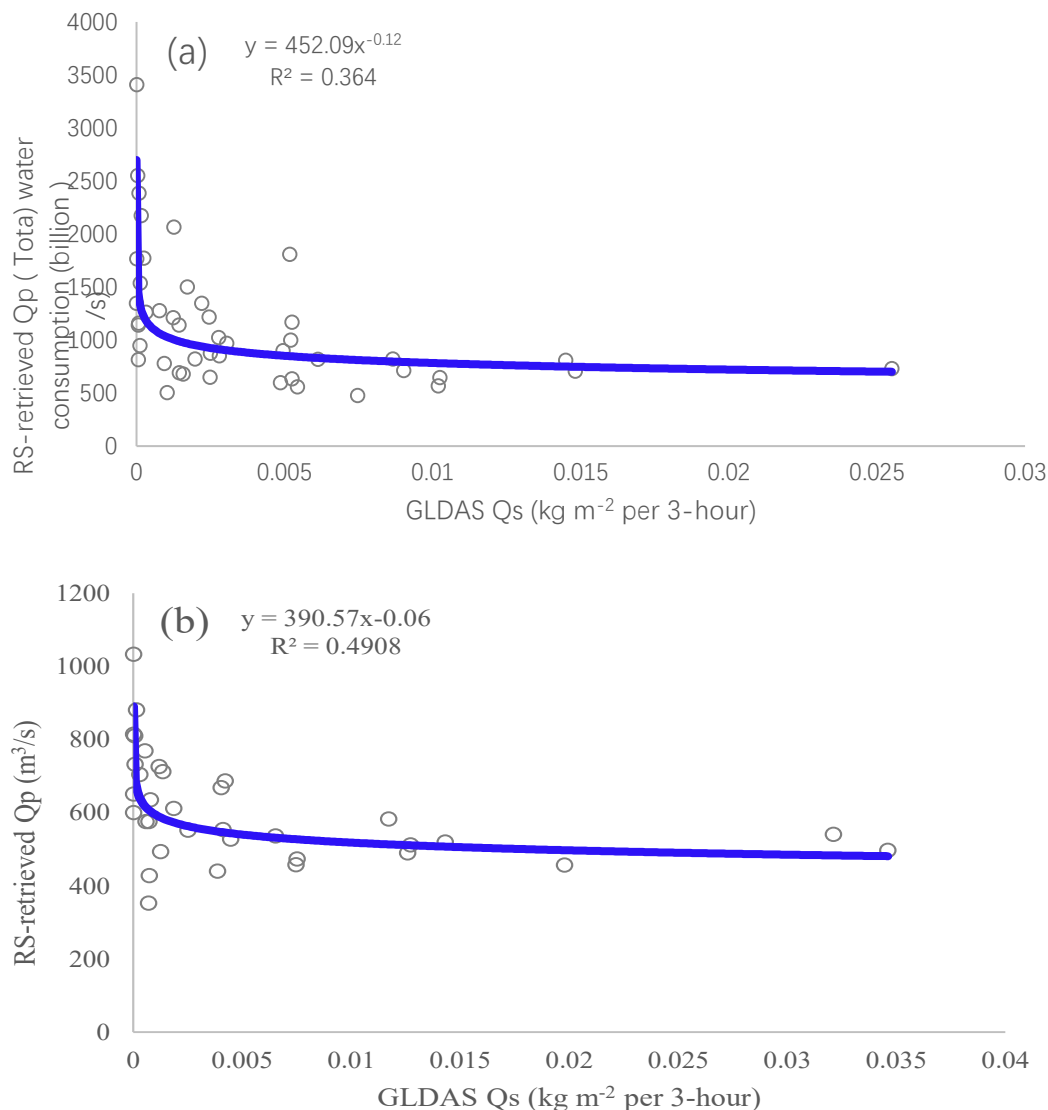 (a)
y = 452.09x-0.12
R² = 0.364
4000
3500
3000
2500
2000
1500
1000
500
0
RS-retrieved Qp ( Tota) water
consumption (billion )
/s)
0 0.005 0.01 0.015 0.02 0.025 0.03
GLDAS Qs (kg m-2 per 3-hour)
(b)
y = 390.57x-0.06
R² = 0.4908
1200
1000
800
600
400
200
0
RS-retrieved Qp (m3/s)
0 0.005 0.01 0.015 0.02 0.025 0.03 0.035 0.04
GLDAS Qs (kg m-2 per 3-hour)